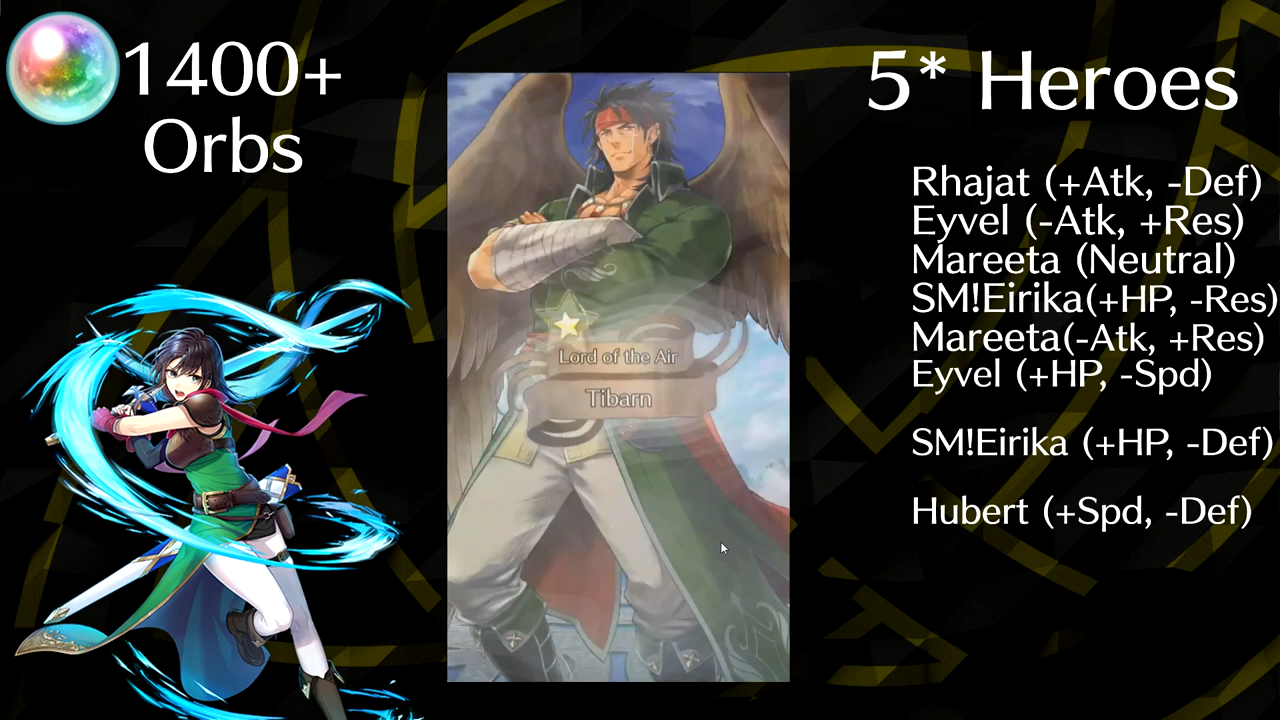 1400+
Orbs
5* Heroes
Rhajat (+Atk, -Def)
Eyvel (-Atk, +Res)
Mareeta (Neutral)
SM!Eirika(+HP, -Res)
Mareeta(-Atk, +Res)
Eyvel (+HP, -Spd)
SM!Eirika (+HP, -Def)
Hubert (+Spd, -Def)
Lord of the Air
Tibarn